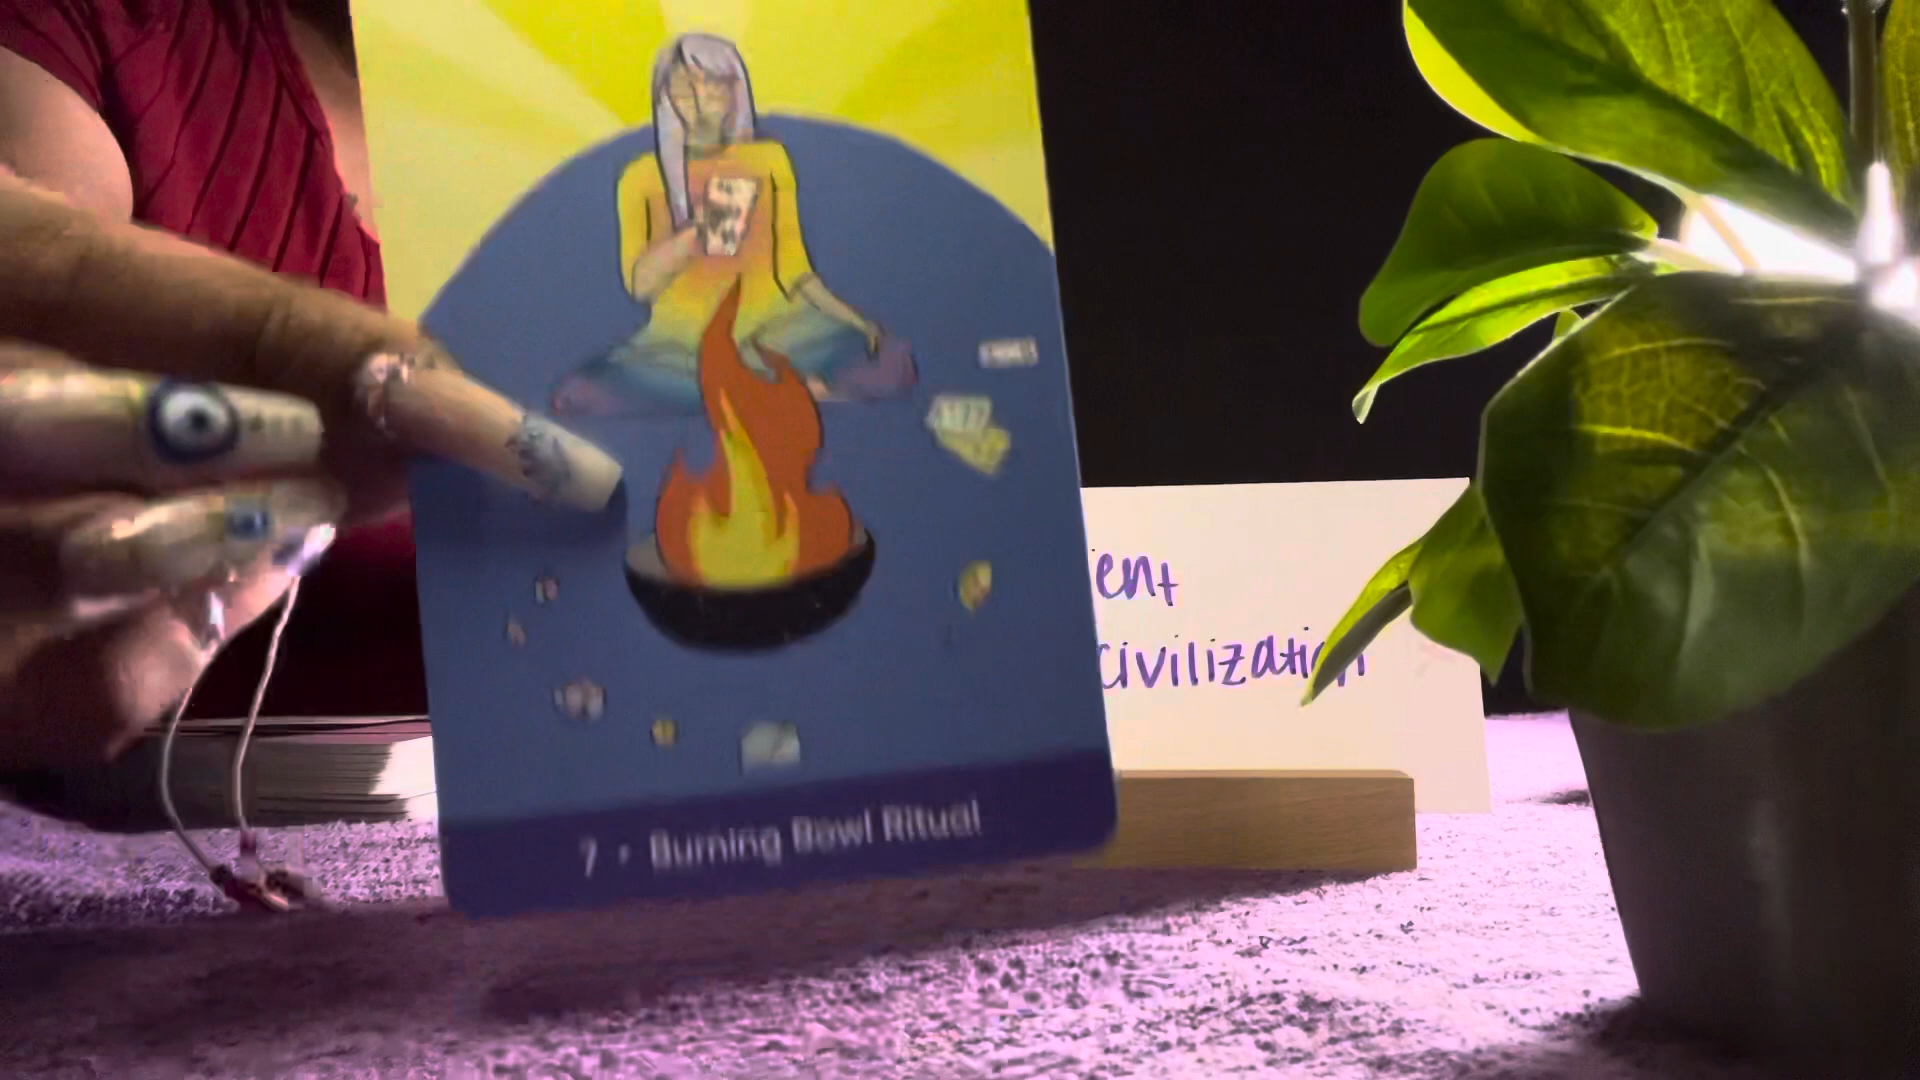 7 • Burning Bowl Ritual
ent
civilization